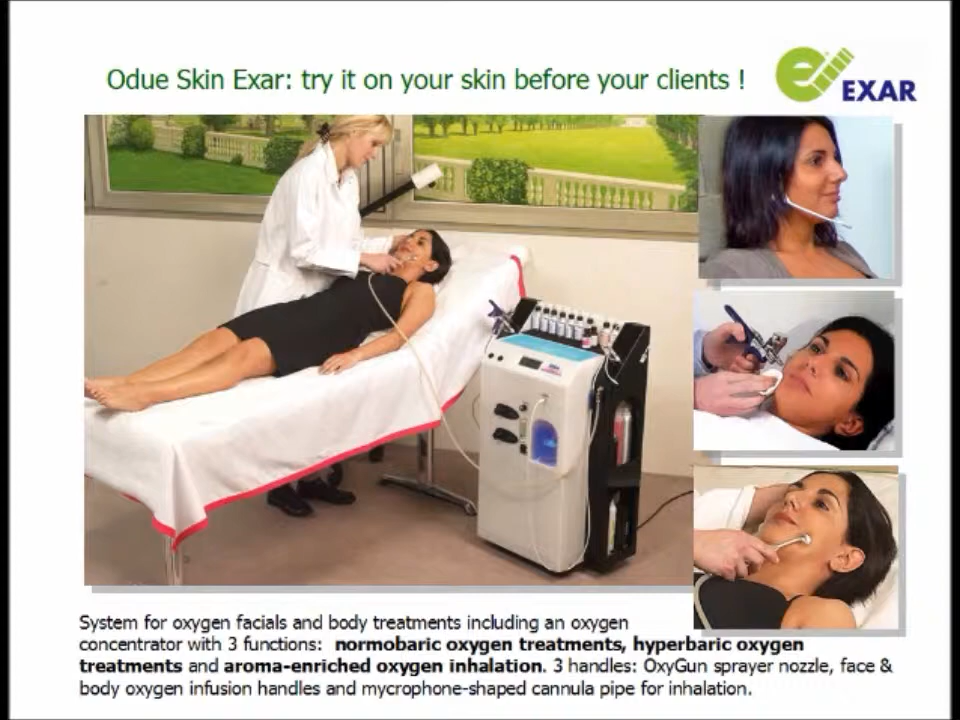 Odue Skin Exar: try it on your skin before your clients !
EXAR
System for oxygen facials and body treatments including an oxygen
concentrator with 3 functions: normobaric oxygen treatments, hyperbaric oxygen
treatments and aroma-enriched oxygen inhalation. 3 handles: OxyGun sprayer nozzle, face &
body oxygen infusion handles and mycrophone-shaped cannula pipe for inhalation.